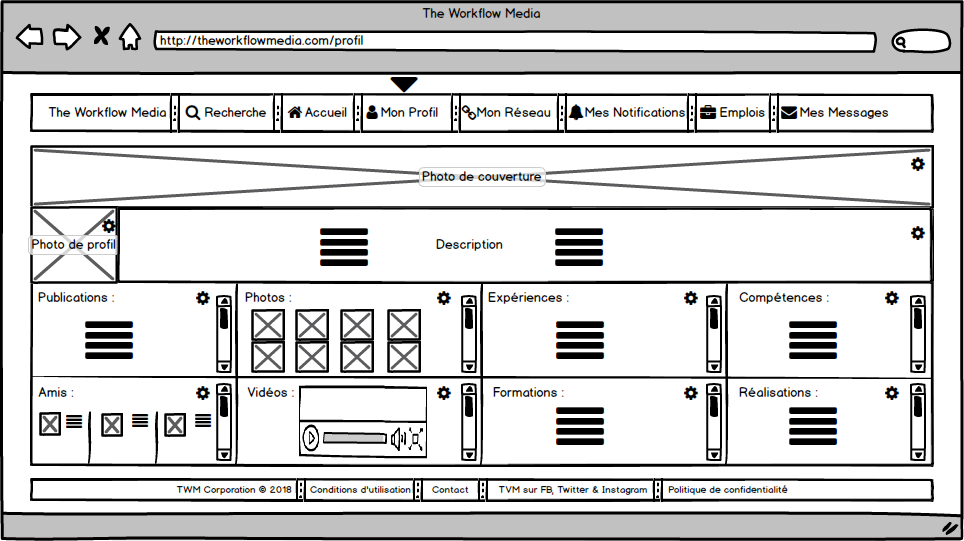 The Workflow Media
http://theworkflowmedia.com/profil
The Workflow Media Recherche Accueil Mon Profil Mon Réseau Mes Notifications Emplois Mes Messages
Photo de couverture
Photo de profil Description
Publications : Photos : Expériences : Compétences :
Amis : Vidéos : Formations : Réalisations :
TWM Corporation © 2018 Conditions d'utilisation Contact TVM sur FB, Twitter & Instagram Politique de confidentialité